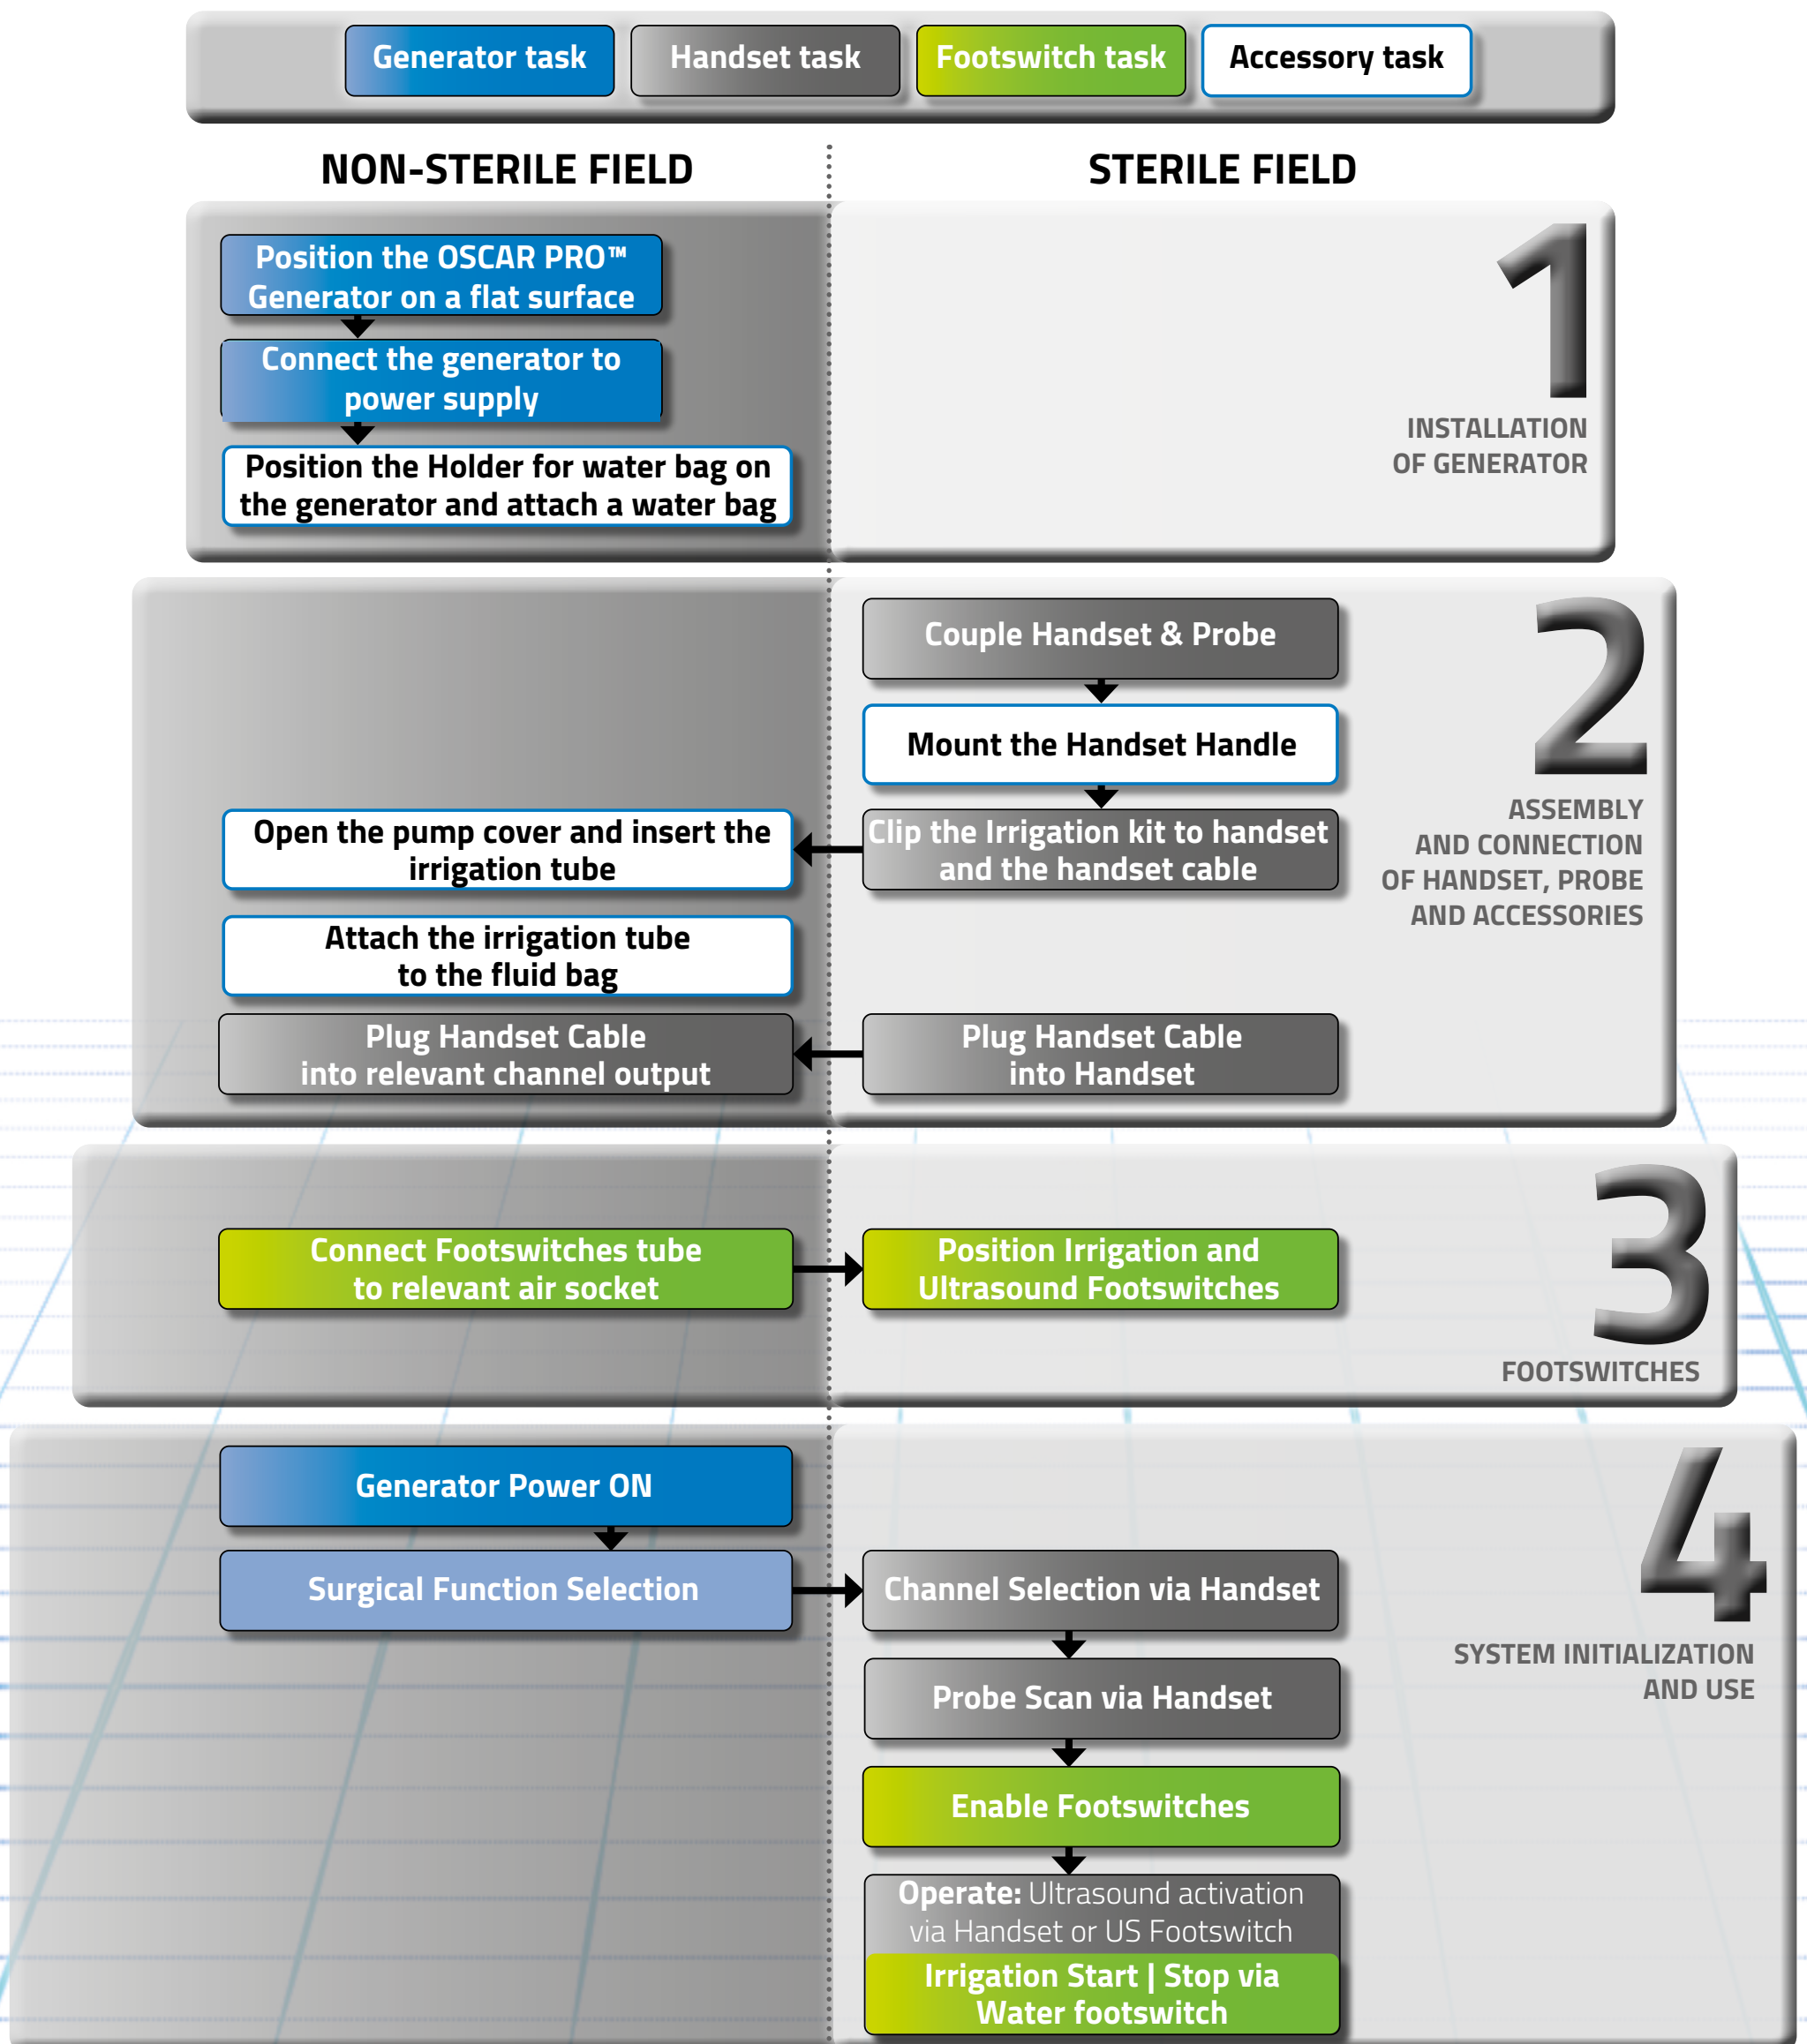 Generator task
Handset task
Footswitch task
Accessory task
NON-STERILE FIELD
STERILE FIELD
Position the OSCAR PRO™
Generator on a flat surface
Connect the generator to
power supply
Position the Holder for water bag on
the generator and attach a water bag
1
INSTALLATION
OF GENERATOR
Couple Handset & Probe
Mount the Handset Handle
Clip the Irrigation kit to handset
and the handset cable
Open the pump cover and insert the
irrigation tube
Attach the irrigation tube
to the fluid bag
Plug Handset Cable
into Handset
Plug Handset Cable
into relevant channel output
2
ASSEMBLY
AND CONNECTION
OF HANDSET, PROBE
AND ACCESSORIES
Connect Footswitches tube
to relevant air socket
Position Irrigation and
Ultrasound Footswitches
3
FOOTSWITCHES
Generator Power ON
Surgical Function Selection
Channel Selection via Handset
Probe Scan via Handset
Enable Footswitches
Operate: Ultrasound activation
via Handset or US Footswitch
Irrigation Start | Stop via
Water footswitch
4
SYSTEM INITIALIZATION
AND USE